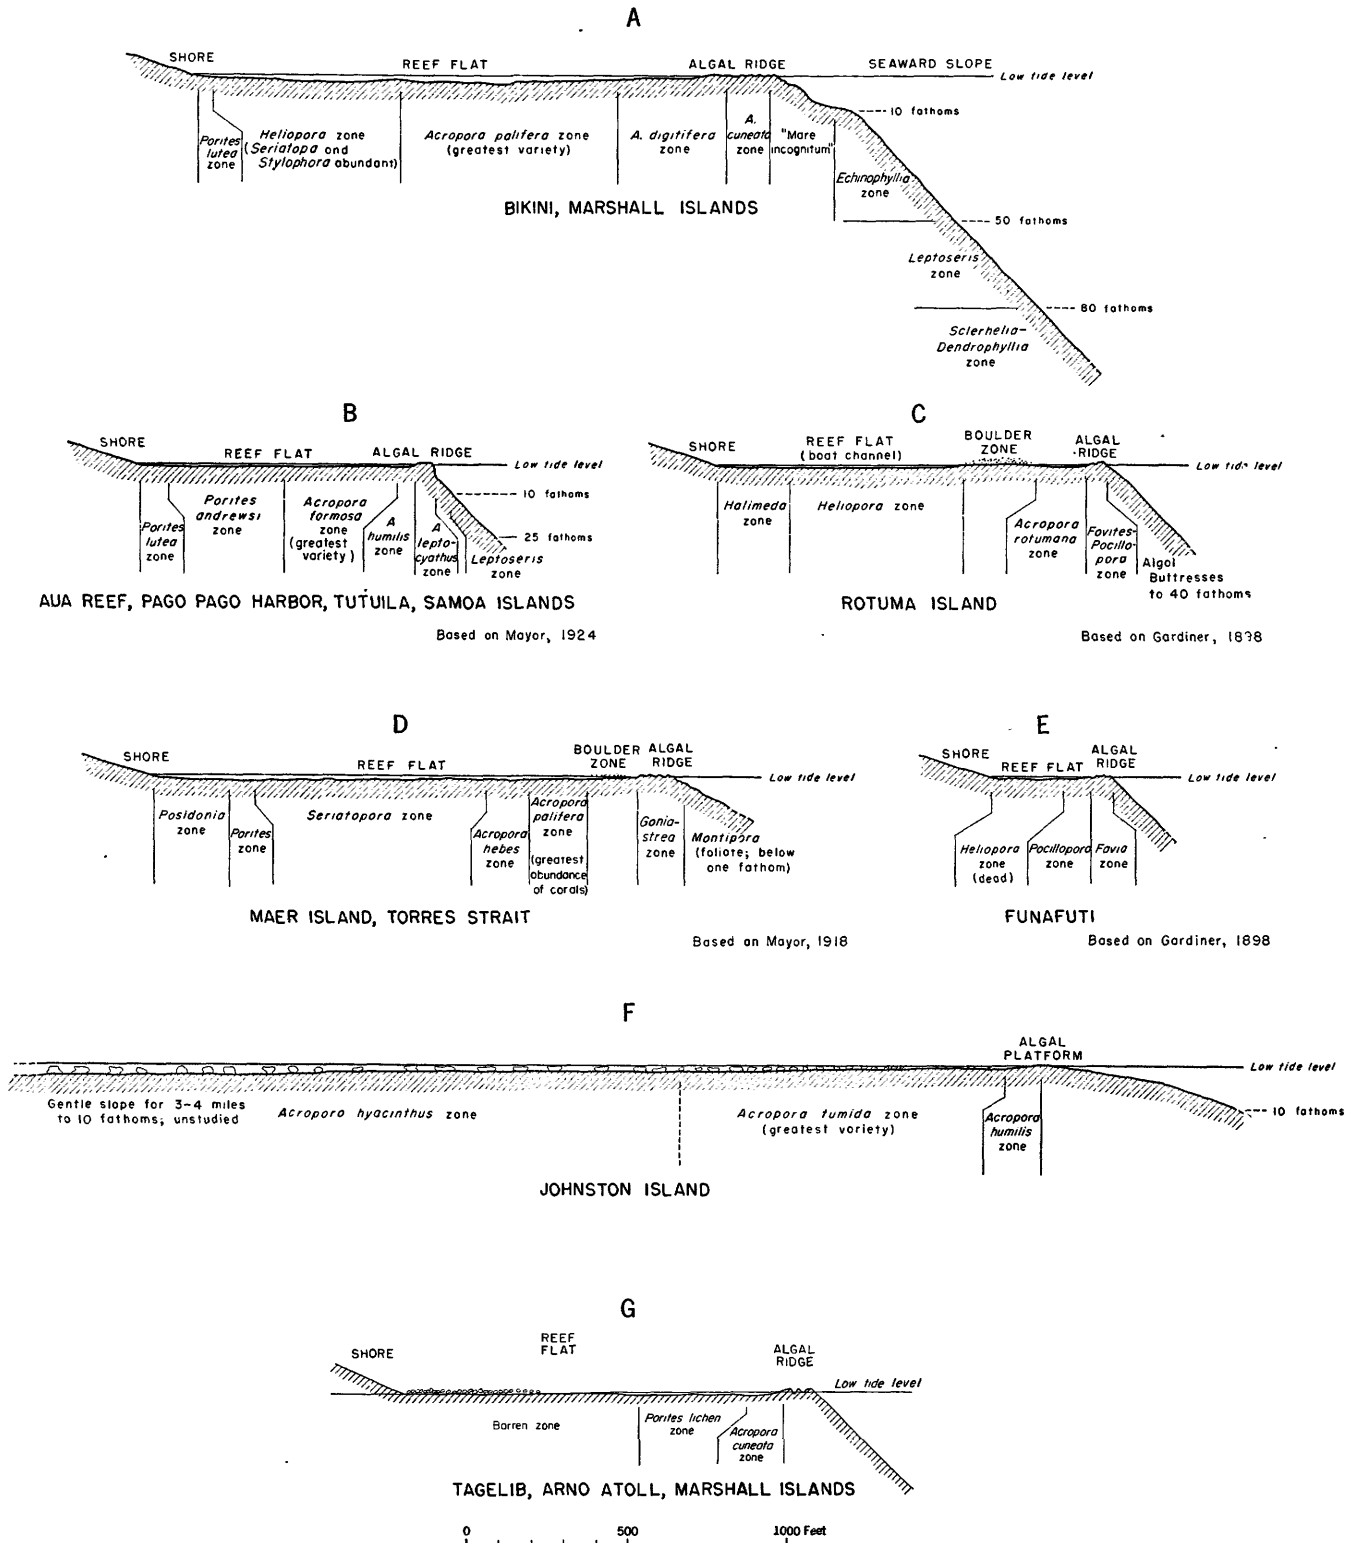 A
SHORE
REEF FLAT
ALGAL RIDGE
SEAWARD SLOPE
Low tide level
10 fathoms
Porites
lutea
zone
Heliopora zone
(Seriatopa and
Stylophora abundant)
Acropora palifera zone
(greatest variety)
A. digitifera
zone
A.
cuneata
zone
"Mare
incognitum"
Echinophyllia
zone
50 fathoms
Leptoseris
zone
80 fathoms
Sclerhelia-
Dendrophyllia
zone
BIKINI, MARSHALL ISLANDS
B
SHORE
REEF FLAT
ALGAL RIDGE
Low tide level
10 fathoms
25 fathoms
Porites
lutea
zone
Porites
andrewsi
zone
Acropora
formosa
zone
(greatest
variety)
A
humilis
zone
A
lepto-
cyathus
zone
Leptoseris
zone
AUA REEF, PAGO PAGO HARBOR, TUTUILA, SAMOA ISLANDS
Based on Mayor, 1924
C
SHORE
REEF FLAT
(boat channel)
BOULDER
ZONE
ALGAL
RIDGE
Low tide level
Halimeda
zone
Heliopora zone
Acropora
rotumana
zone
Favites-
Pocillo-
pora
zone
Algal
Buttresses
to 40 fathoms
ROTUMA ISLAND
Based on Gardiner, 1898
D
SHORE
REEF FLAT
BOULDER
ZONE
ALGAL
RIDGE
Low tide level
Posidonia
zone
Porites
zone
Seriatopora zone
Acropora
hebes
zone
Acropora
palifera
zone
(greatest
abundance
of corals)
Gonia-
strea
zone
Montipora
(foliate; below
one fathom)
MAER ISLAND, TORRES STRAIT
Based on Mayor, 1918
E
SHORE
REEF FLAT
ALGAL
RIDGE
Low tide level
Heliopora
zone
(dead)
Pocillopora
zone
Favia
zone
FUNAFUTI
Based on Gardiner, 1898
F
ALGAL
PLATFORM
Low tide level
Gentle slope for 3-4 miles
to 10 fathoms; unstudied
Acropora hyacinthus zone
Acropora tumida zone
(greatest variety)
Acropora
humilis
zone
10 fathoms
JOHNSTON ISLAND
G
SHORE
REEF
FLAT
ALGAL
RIDGE
Low tide level
Barren zone
Porites lichen
zone
Acropora
cuneata
zone
TAGELIB, ARNO ATOLL, MARSHALL ISLANDS
0 500 1000 Feet